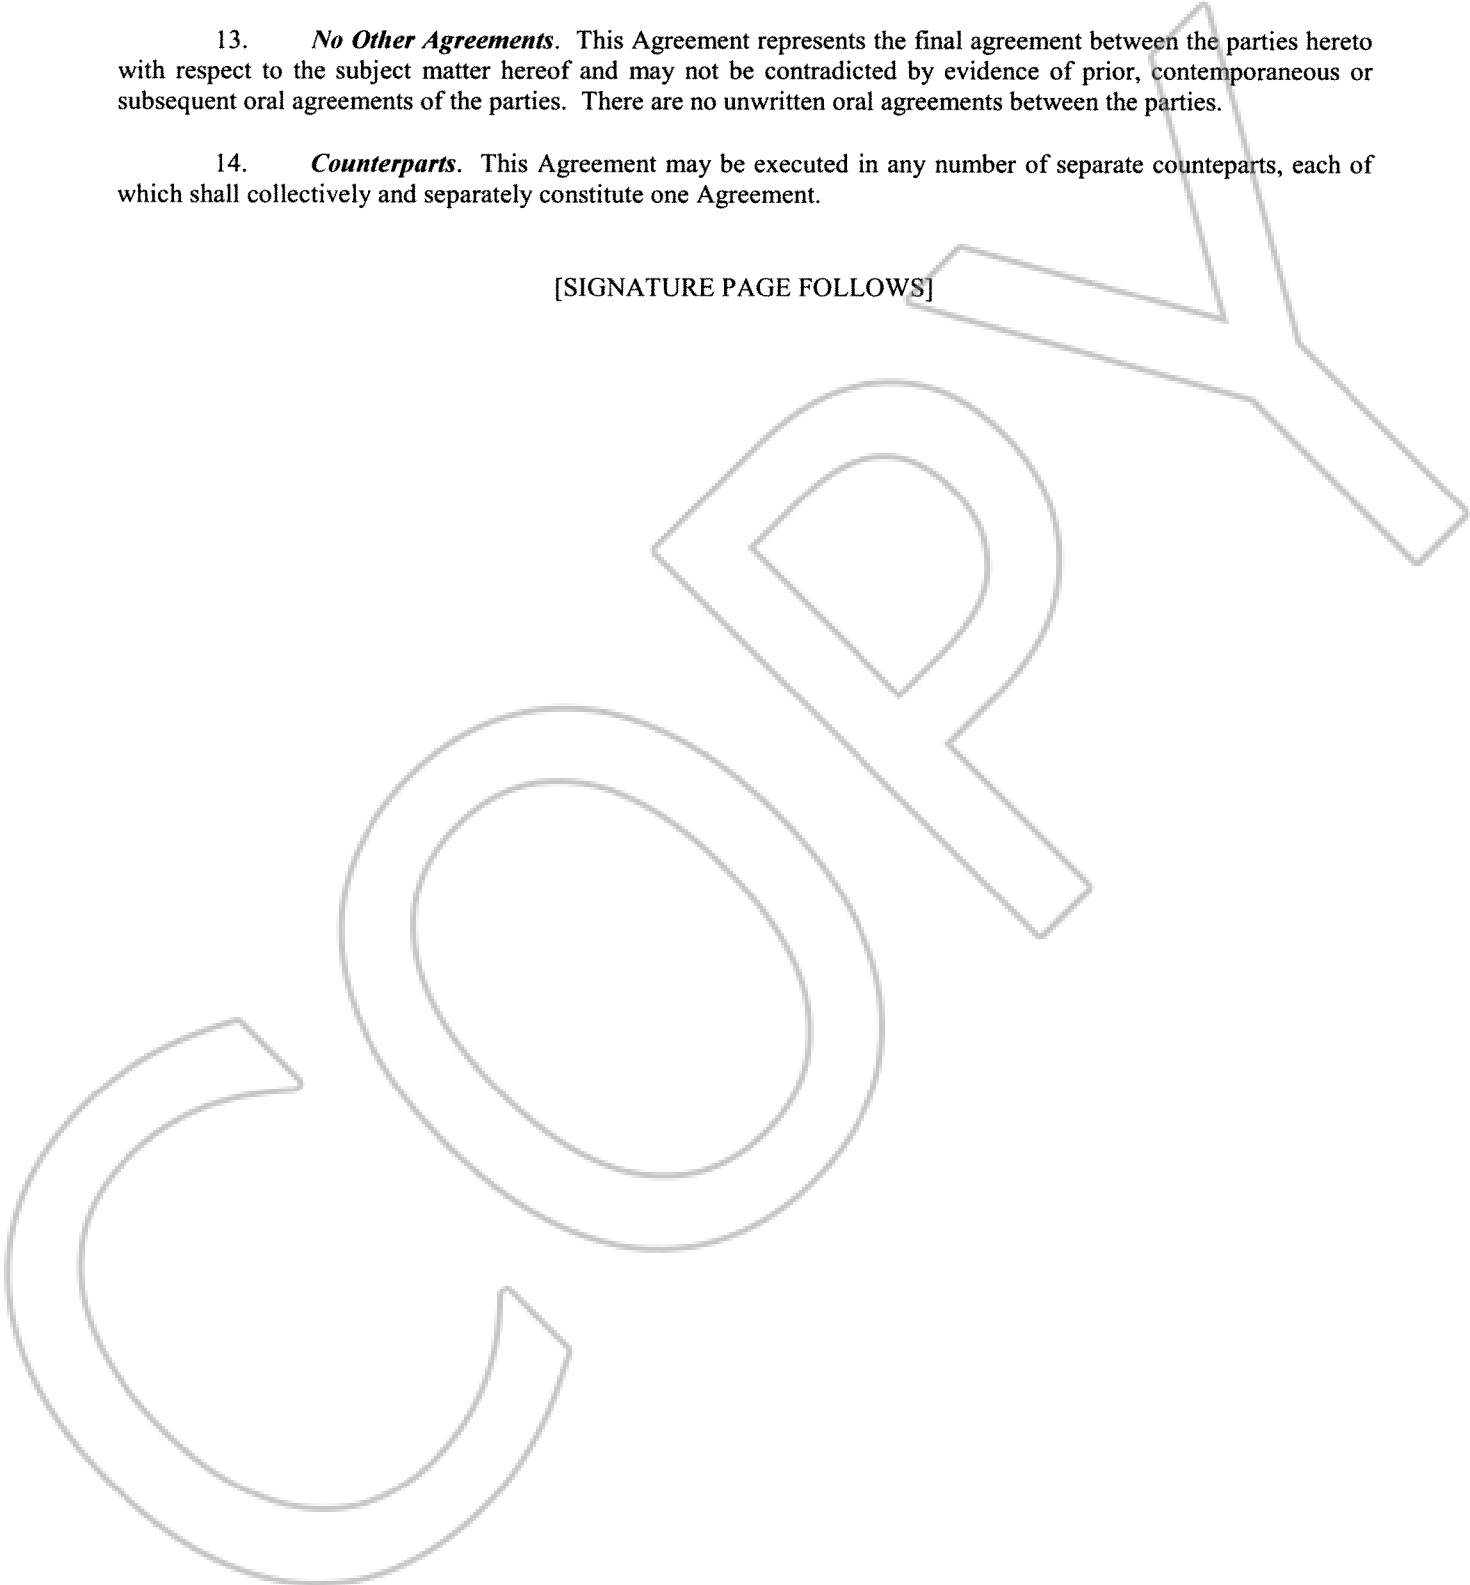 13. No Other Agreements. This Agreement represents the final agreement between the parties hereto
with respect to the subject matter hereof and may not be contradicted by evidence of prior, contemporaneous or
subsequent oral agreements of the parties. There are no unwritten oral agreements between the parties.
14. Counterparts. This Agreement may be executed in any number of separate counteparts, each of
which shall collectively and separately constitute one Agreement.
[SIGNATURE PAGE FOLLOWS]
COPY